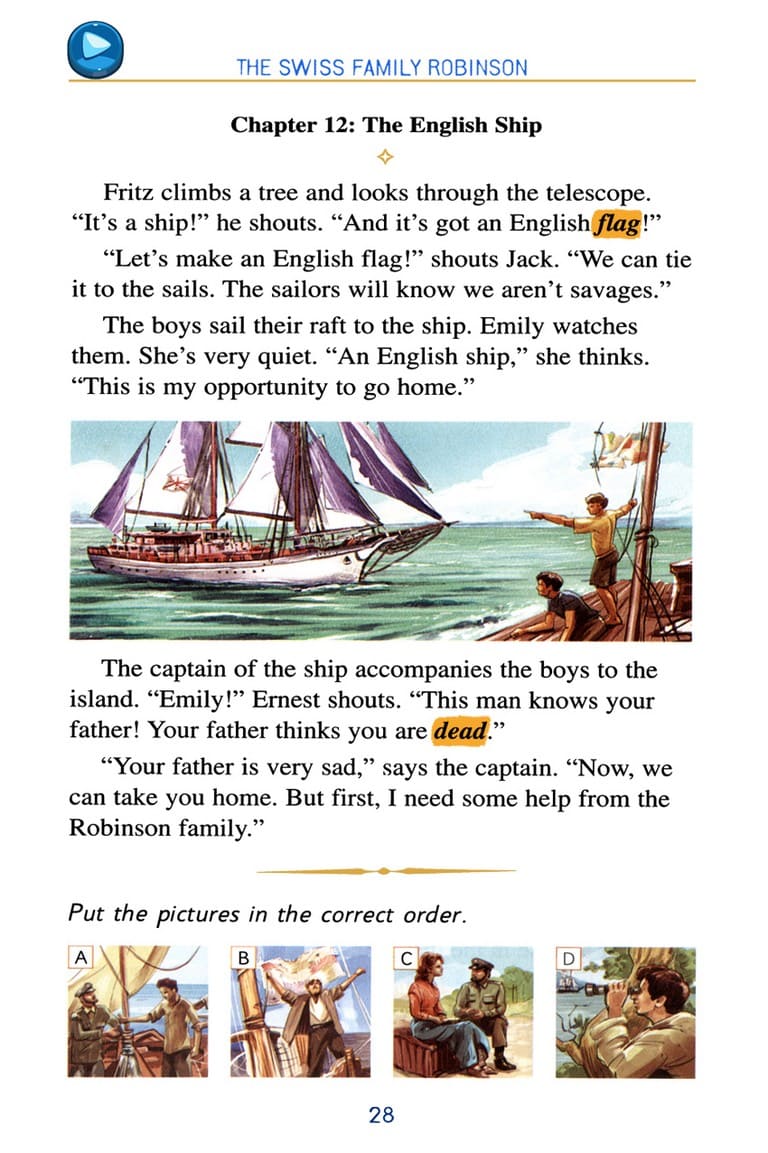 THE SWISS FAMILY ROBINSON
Chapter 12: The English Ship
Fritz climbs a tree and looks through the telescope.
“It’s a ship!” he shouts. “And it’s got an English flag!”
“Let’s make an English flag!” shouts Jack. “We can tie
it to the sails. The sailors will know we aren’t savages.”
The boys sail their raft to the ship. Emily watches
them. She’s very quiet. “An English ship,” she thinks.
“This is my opportunity to go home.”
The captain of the ship accompanies the boys to the
island. “Emily!” Ernest shouts. “This man knows your
father! Your father thinks you are dead.”
“Your father is very sad,” says the captain. “Now, we
can take you home. But first, I need some help from the
Robinson family.”
Put the pictures in the correct order.
A B C D
28